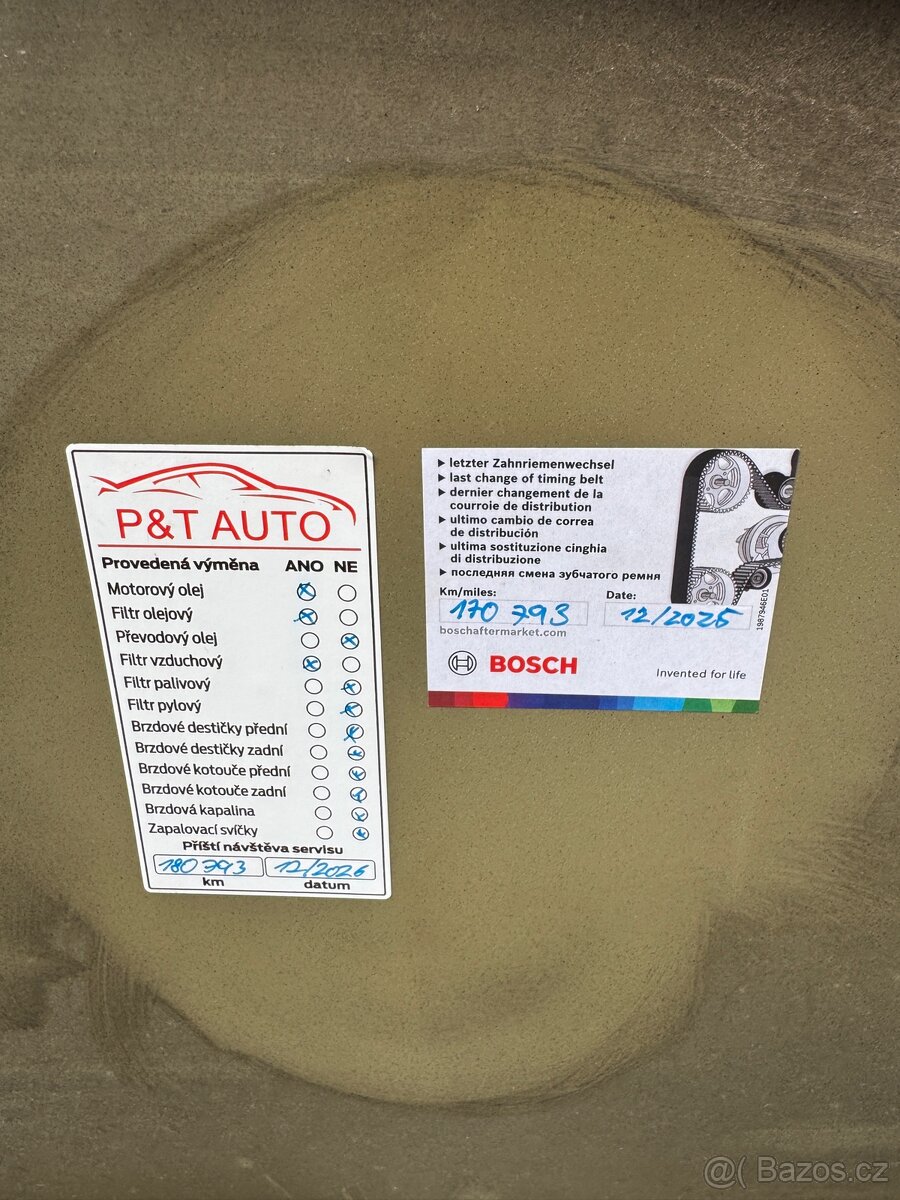 P&T AUTO
Provedená výměna ANO NE
Motorový olej
Filtr olejový
Převodový olej
Filtr vzduchový
Filtr palivový
Filtr pylový
Brzdové destičky přední
Brzdové destičky zadní
Brzdové kotouče přední
Brzdové kotouče zadní
Brzdová kapalina
Zapalovací svíčky
Příští návštěva servisu
180 793 12/2026
km datum
▸ letzter Zahnriemenwechsel
▸ last change of timing belt
▸ dernier changement de la
courroie de distribution
▸ ultimo cambio de correa
de distribución
▸ ultima sostituzione cinghia
di distribuzione
▸ последняя смена зубчатого ремня
Km/miles: Date:
170 793 12/2025
boschaftermarket.com
1987946E01
BOSCH
Invented for life
@( Bazos.cz